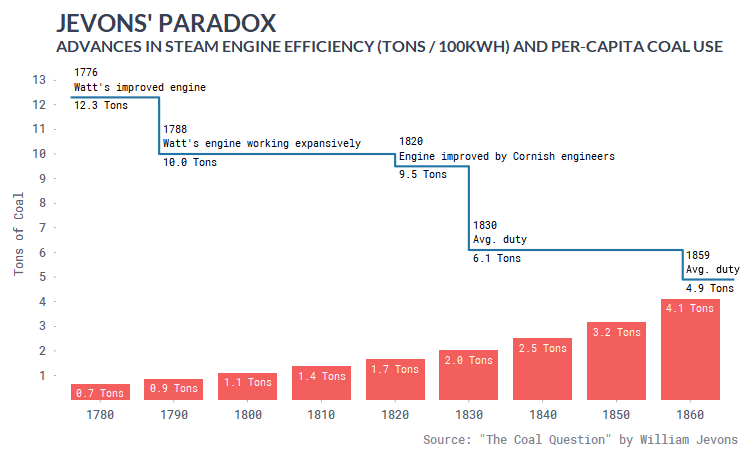 JEVONS' PARADOX
ADVANCES IN STEAM ENGINE EFFICIENCY (TONS / 100KWH) AND PER-CAPITA COAL USE
Tons of Coal
13
12
11
10
9
8
7
6
5
4
3
2
1
1776
Watt's improved engine
12.3 Tons
1788
Watt's engine working expansively
10.0 Tons
1820
Engine improved by Cornish engineers
9.5 Tons
1830
Avg. duty
6.1 Tons
1859
Avg. duty
4.9 Tons
0.7 Tons
0.9 Tons
1.1 Tons
1.4 Tons
1.7 Tons
2.0 Tons
2.5 Tons
3.2 Tons
4.1 Tons
1780
1790
1800
1810
1820
1830
1840
1850
1860
Source: "The Coal Question" by William Jevons